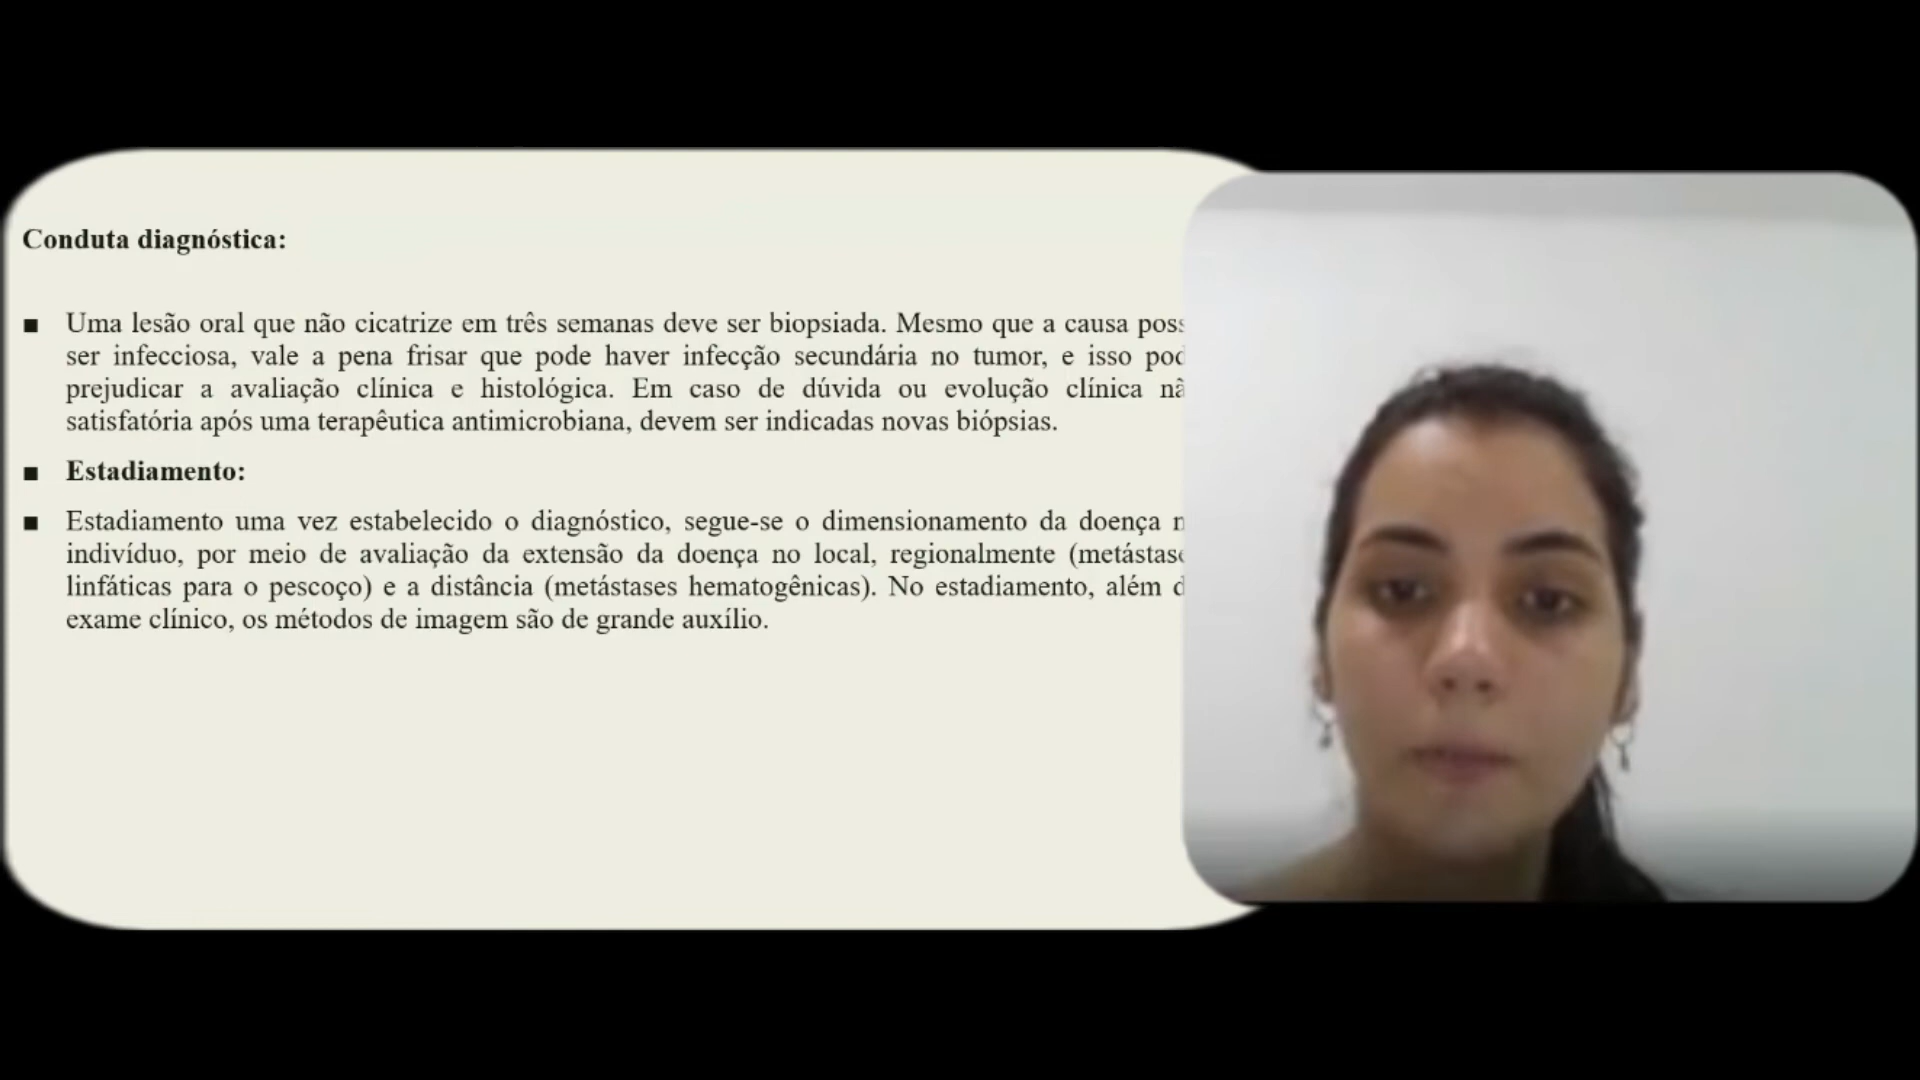 Conduta diagnóstica:
■ Uma lesão oral que não cicatrize em três semanas deve ser biopsiada. Mesmo que a causa
ser infecciosa, vale a pena frisar que pode haver infecção secundária no tumor, e isso
prejudicar a avaliação clínica e histológica. Em caso de dúvida ou evolução clínica
satisfatória após uma terapêutica antimicrobiana, devem ser indicadas novas biópsias.
■ Estadiamento:
■ Estadiamento uma vez estabelecido o diagnóstico, segue-se o dimensionamento da doença
indivíduo, por meio de avaliação da extensão da doença no local, regionalmente
linfáticas para o pescoço) e a distância (metástases hematogênicas). No estadiamento, além
exame clínico, os métodos de imagem são de grande auxílio.